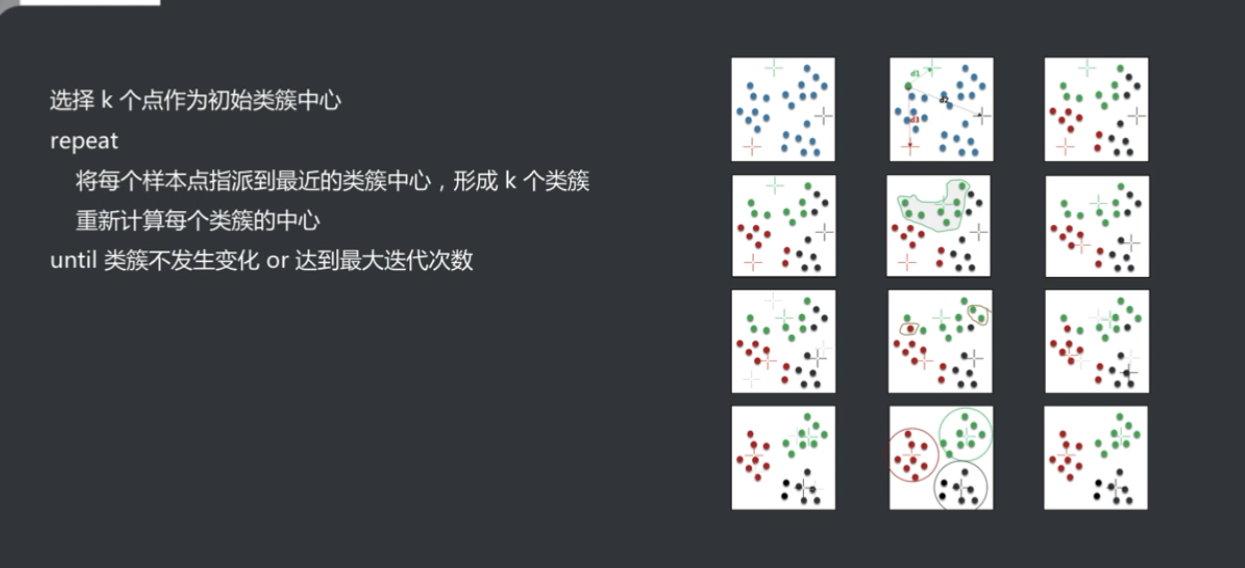 选择 k 个点作为初始类簇中心
repeat
将每个样本点指派到最近的类簇中心，形成 k 个类簇
重新计算每个类簇的中心
until 类簇不发生变化 or 达到最大迭代次数
d1
d2
d3